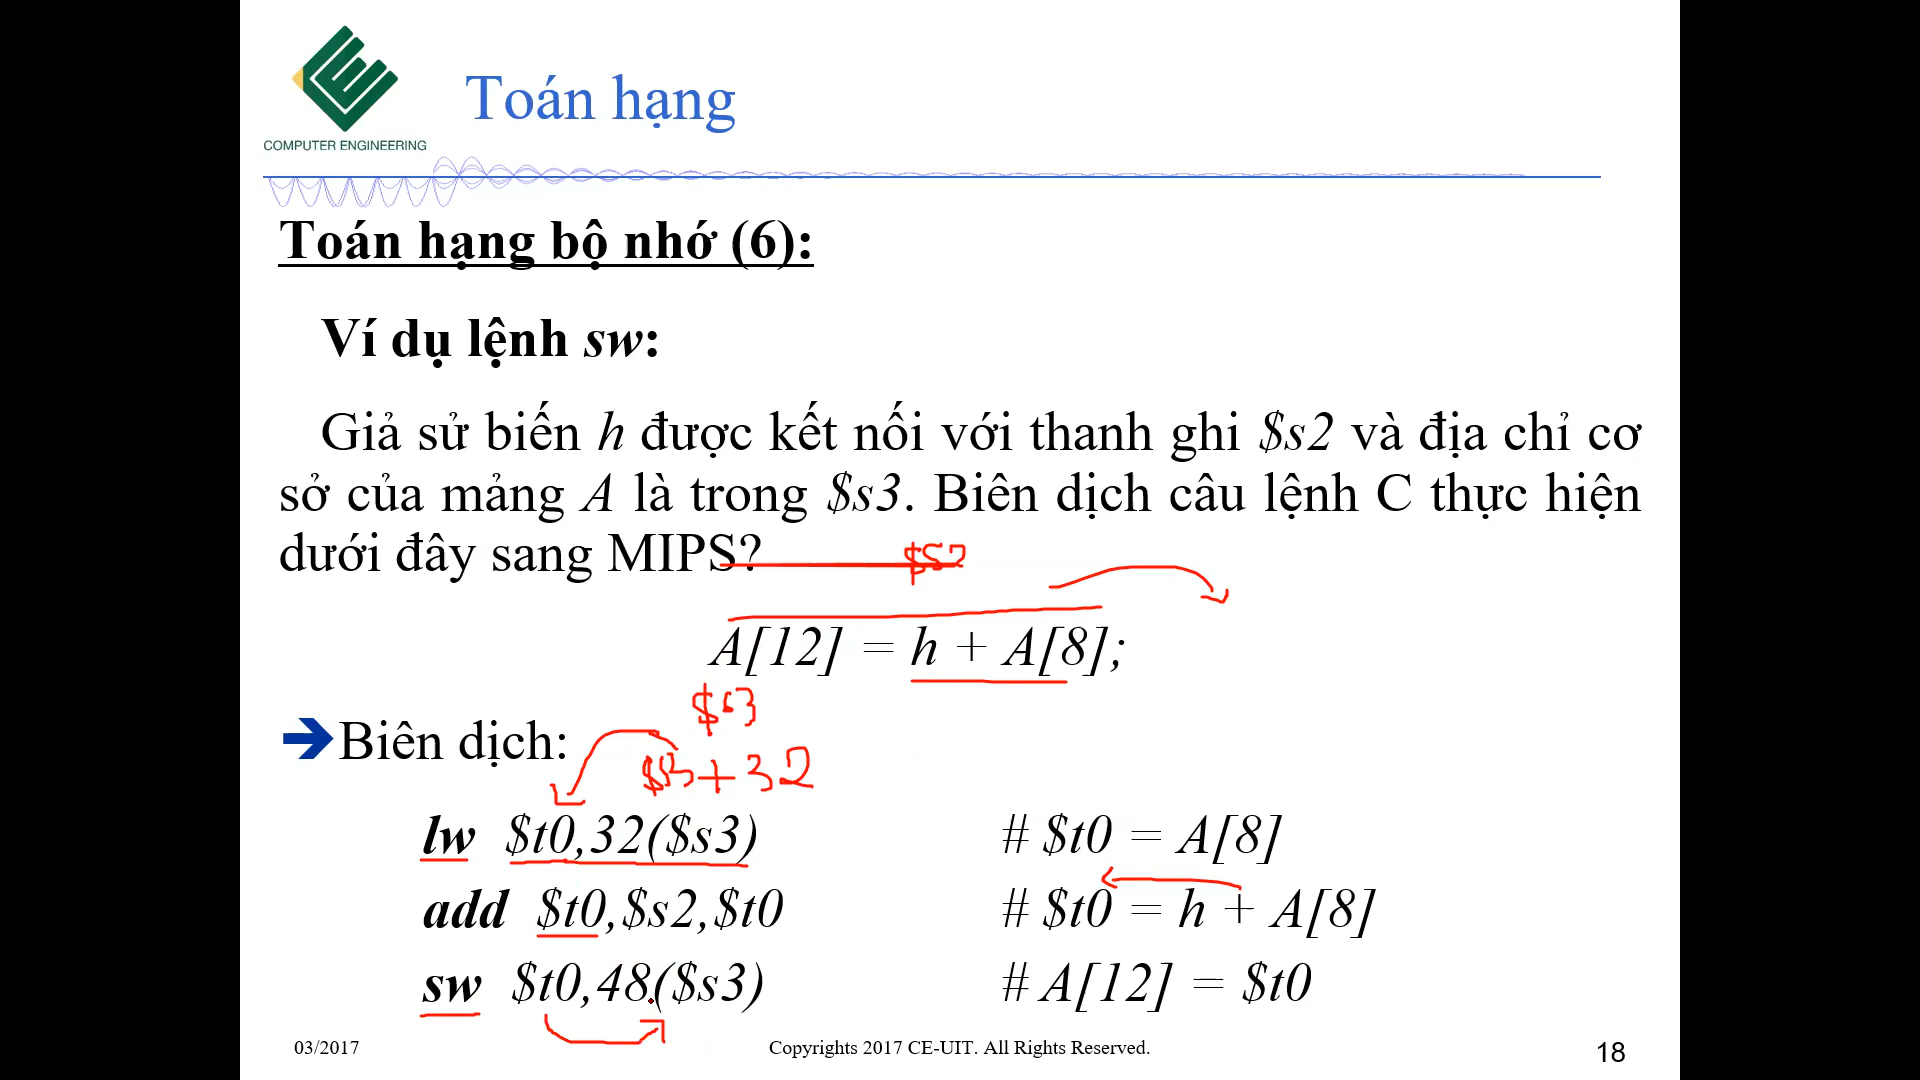 COMPUTER ENGINEERING
Toán hạng
Toán hạng bộ nhớ (6):
Ví dụ lệnh sw:
Giả sử biến h được kết nối với thanh ghi $s2 và địa chỉ cơ
sở của mảng A là trong $s3. Biên dịch câu lệnh C thực hiện
dưới đây sang MIPS?
$s2
A[12] = h + A[8];
$s3
Biên dịch:
$s3 + 32
lw $t0,32($s3) # $t0 = A[8]
add $t0,$s2,$t0 # $t0 = h + A[8]
sw $t0,48($s3) # A[12] = $t0
03/2017 Copyrights 2017 CE-UIT. All Rights Reserved. 18